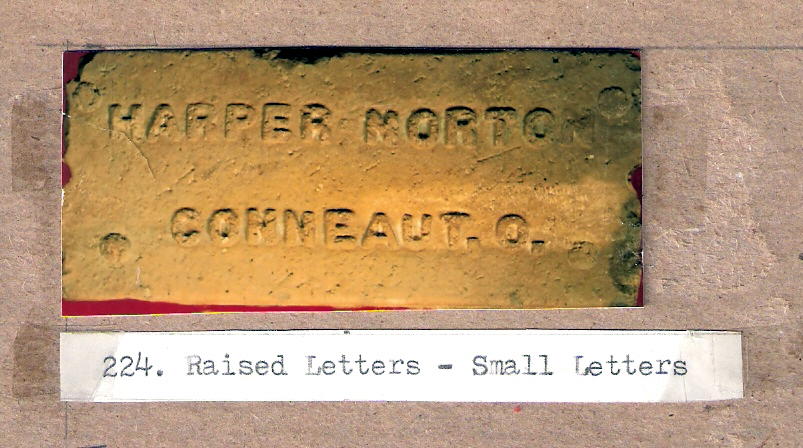 HARPER MORTON
CONNEAUT. O.
224. Raised Letters - Small Letters